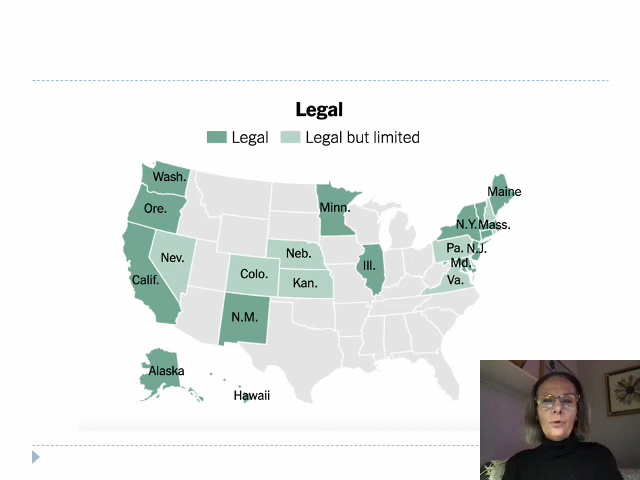 Legal
Legal
Legal but limited
Wash.
Maine
Ore.
Minn.
N.Y.
Mass.
Nev.
Neb.
Ill.
Pa.
N.J.
Md.
Calif.
Colo.
Kan.
Va.
N.M.
Alaska
Hawaii